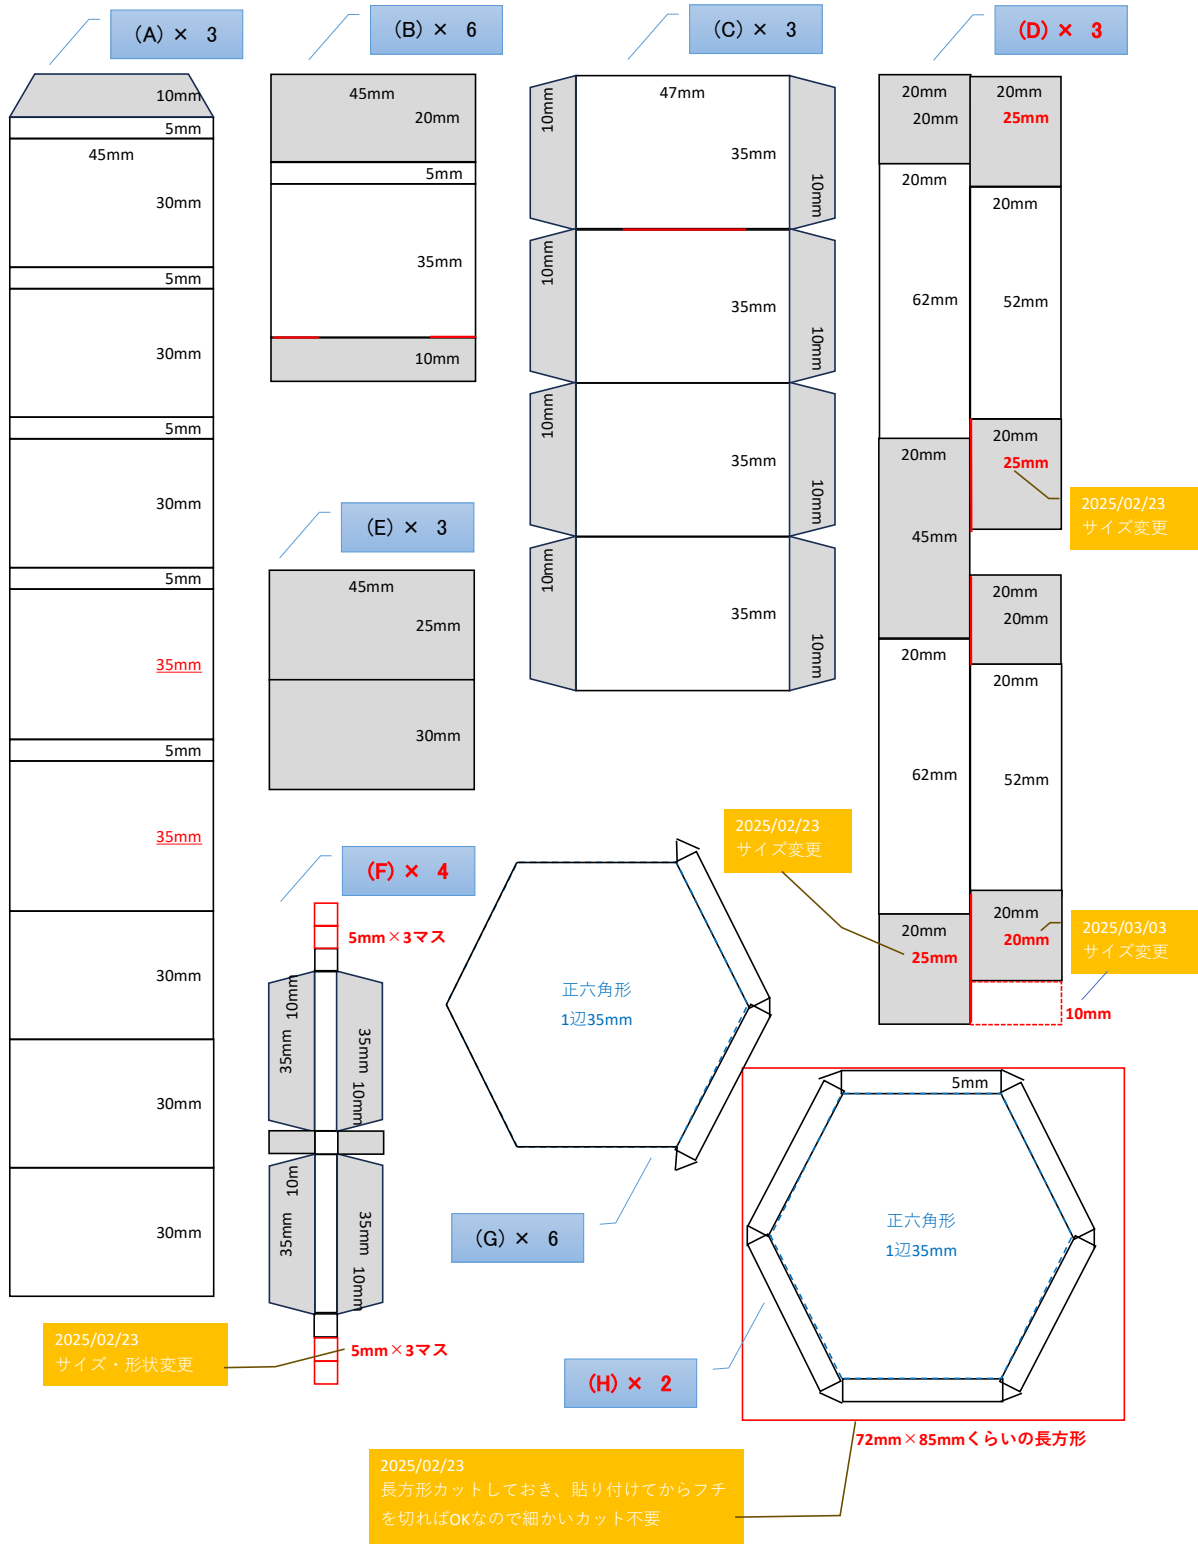 (A) × 3
10mm
5mm
45mm
30mm
5mm
30mm
5mm
30mm
5mm
35mm
5mm
35mm
30mm
30mm
30mm
2025/02/23
サイズ・形状変更
(B) × 6
45mm
20mm
5mm
35mm
10mm
(E) × 3
45mm
25mm
30mm
(F) × 4
5mm×3マス
10mm
35mm
35mm
10mm
10m
35mm
35mm
10mm
5mm×3マス
(C) × 3
47mm
10mm
35mm
10mm
10mm
35mm
10mm
10mm
35mm
10mm
10mm
35mm
10mm
(D) × 3
20mm
20mm
20mm
25mm
20mm
20mm
62mm
52mm
20mm
25mm
20mm
45mm
2025/02/23
サイズ変更
20mm
20mm
20mm
20mm
62mm
52mm
2025/02/23
サイズ変更
20mm
25mm
20mm
20mm
2025/03/03
サイズ変更
10mm
正六角形
1辺35mm
(G) × 6
5mm
正六角形
1辺35mm
(H) × 2
72mm×85mmくらいの長方形
2025/02/23
長方形カットしておき、貼り付けてからフチ
を切ればOKなので細かいカット不要